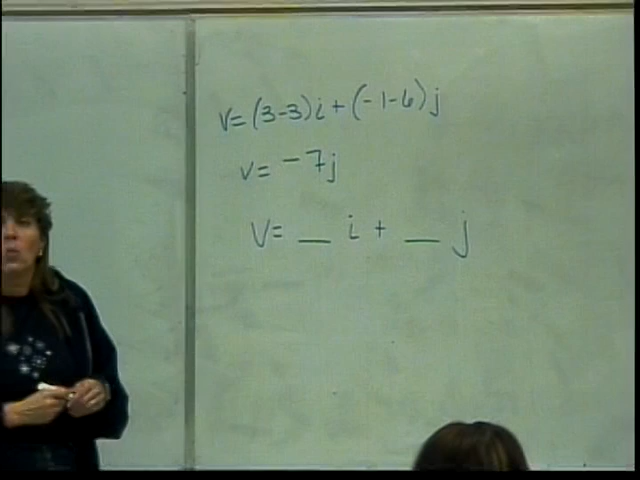 v=(3-3)i+(-1-6)j
v= -7j
v= __ i + __ j